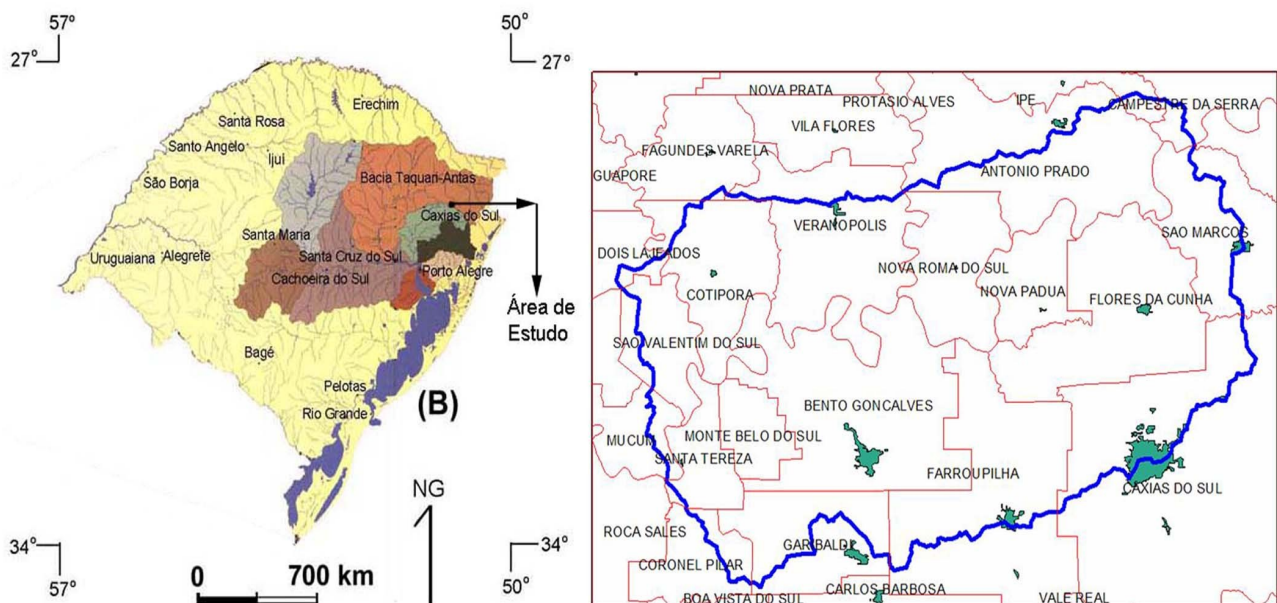 57°
50°
27°
27°
Erechim
Santa Rosa
Santo Angelo
Ijuí
São Borja
Bacia Taquari-Antas
Caxias do Sul
Santa Maria
Uruguaiana
Alegrete
Santa Cruz do Sul
Cachoeira do Sul
Porto Alegre
Área de
Estudo
Bagé
Pelotas
Rio Grande
(B)
NG
34°
34°
57°
50°
0 700 km
NOVA PRATA
PROTASIO ALVES
IPE
CAMPESTRE DA SERRA
VILA FLORES
FAGUNDES VARELA
GUAPORE
ANTONIO PRADO
VERANOPOLIS
SAO MARCOS
DOIS LAJEADOS
NOVA ROMA DO SUL
COTIPORA
NOVA PADUA
FLORES DA CUNHA
SAO VALENTIM DO SUL
BENTO GONCALVES
MUCUM
MONTE BELO DO SUL
SANTA TEREZA
FARROUPILHA
CAXIAS DO SUL
ROCA SALES
GARIBALDI
CORONEL PILAR
BOA VISTA DO SUL
CARLOS BARBOSA
VALE REAL